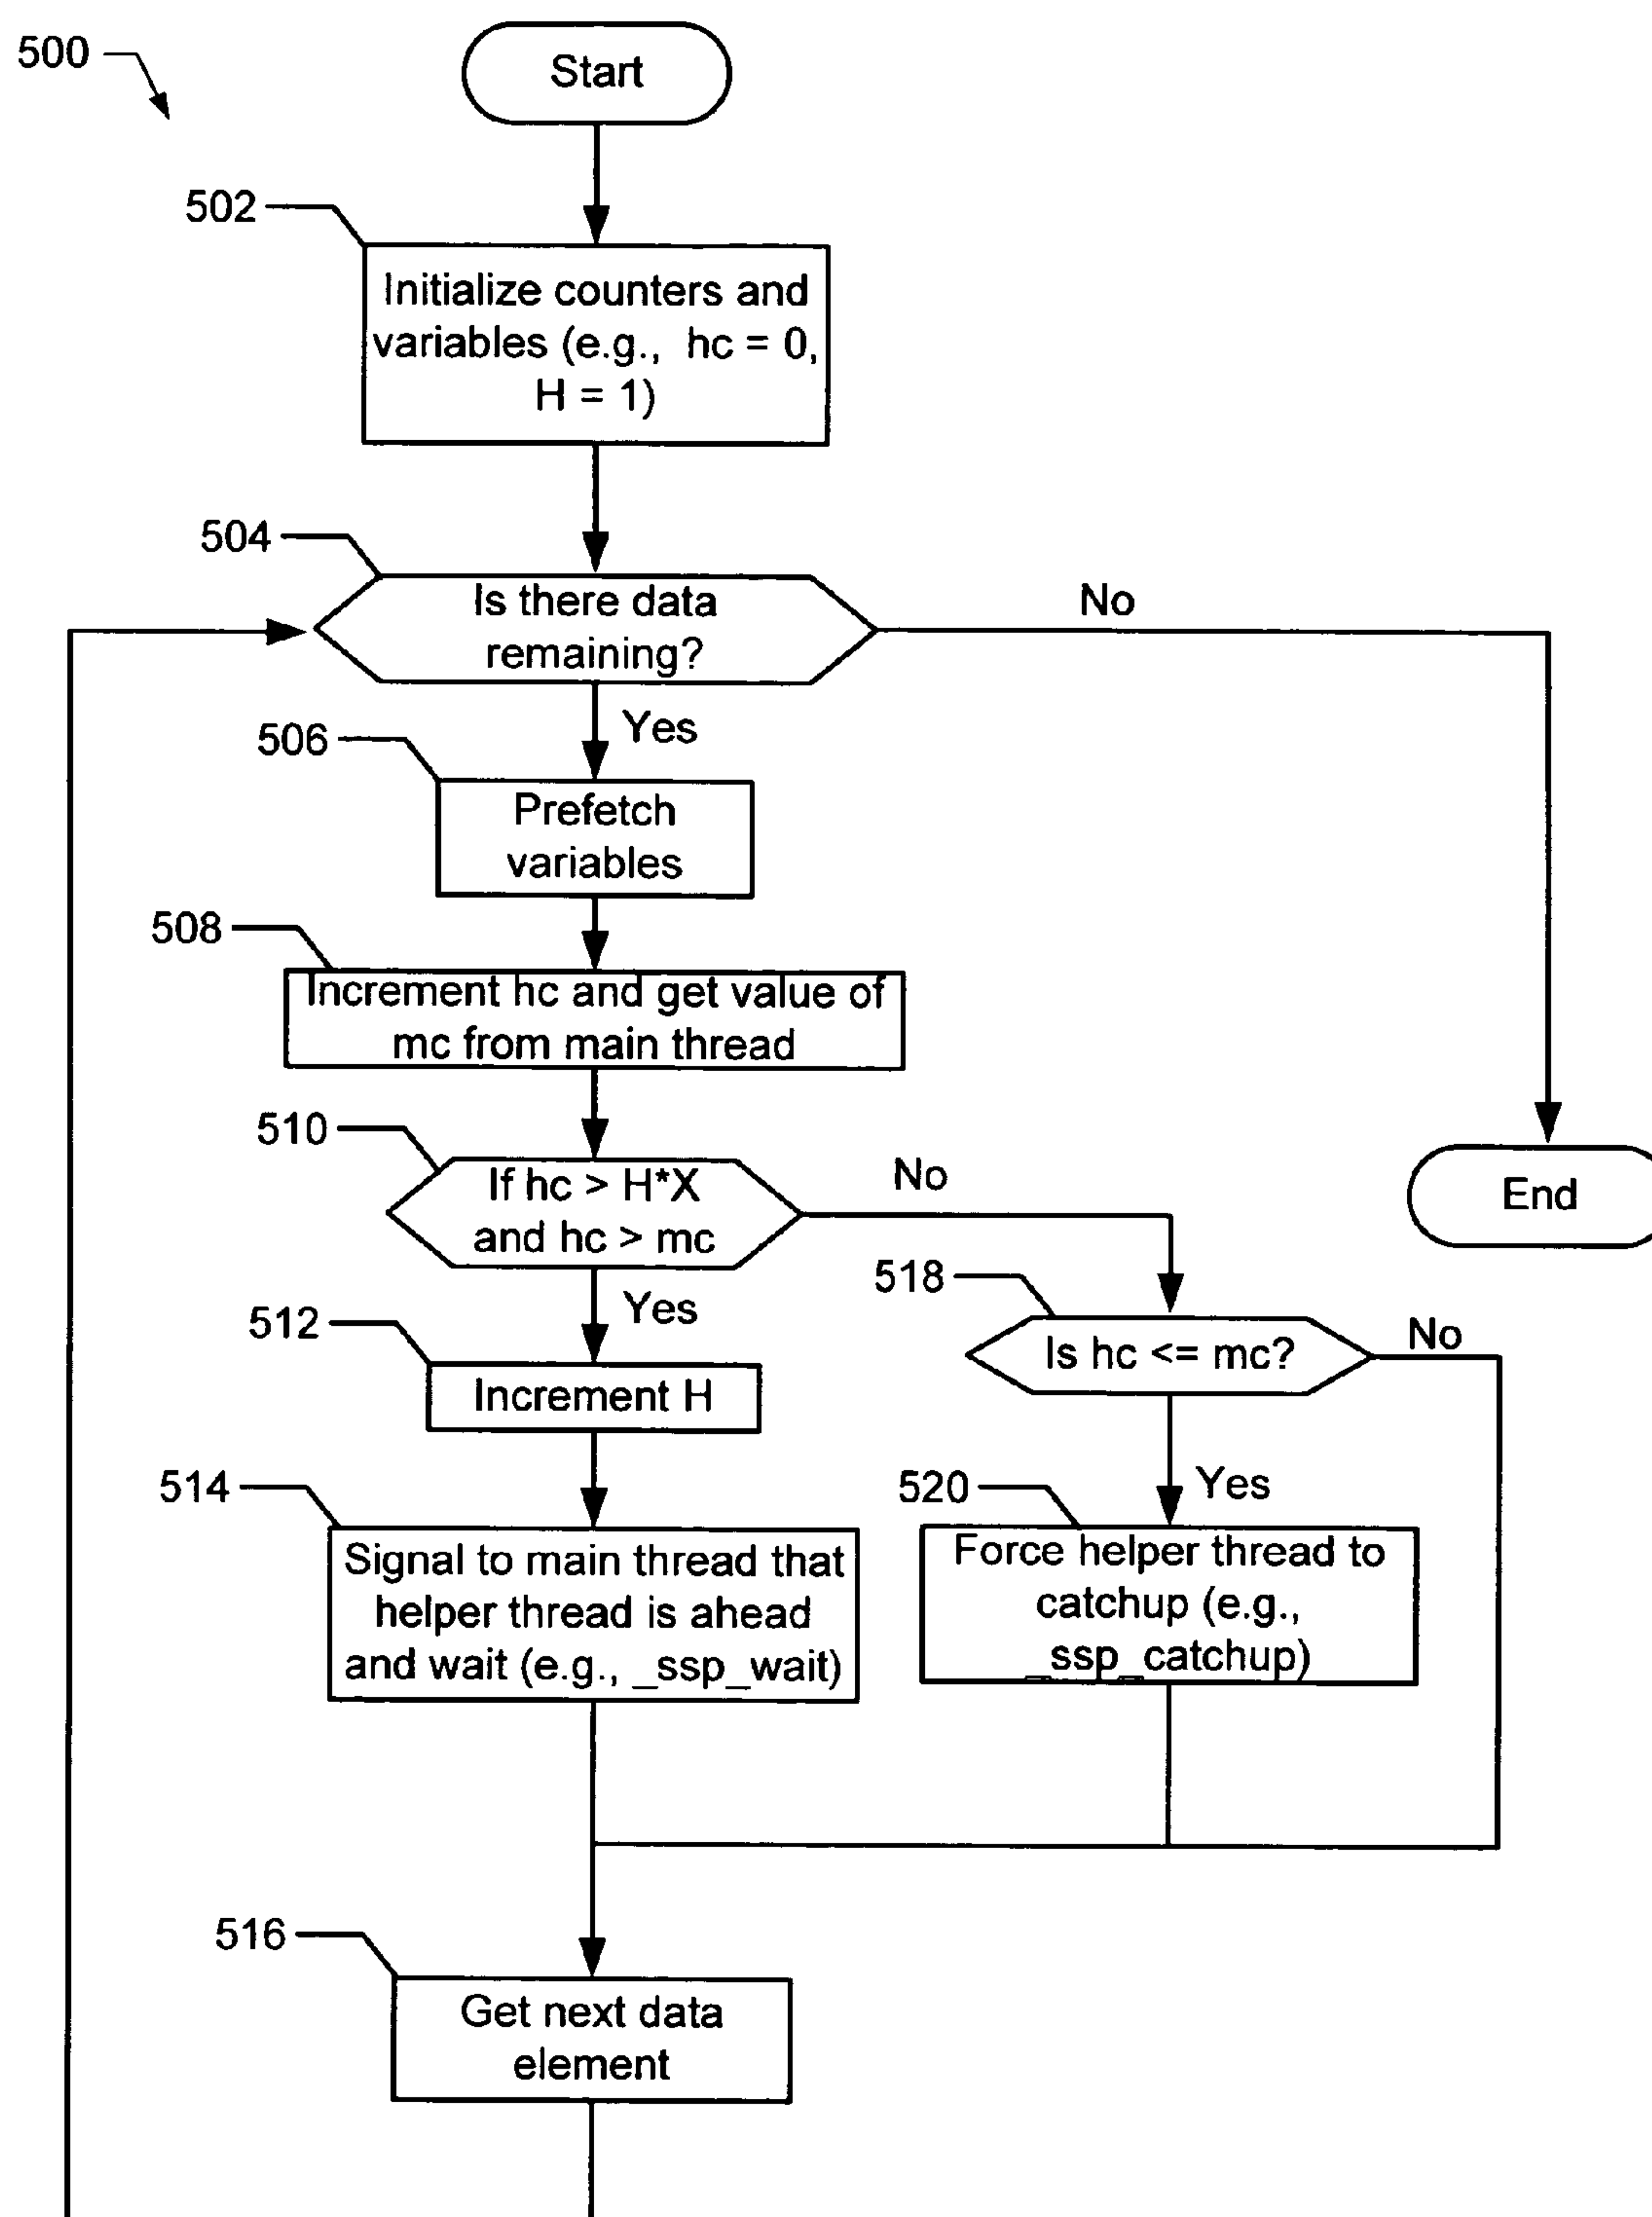 500
Start
502
Initialize counters and
variables (e.g., hc = 0,
H = 1)
504
Is there data
remaining?
No
Yes
506
Prefetch
variables
508
Increment hc and get value of
mc from main thread
510
If hc > H*X
and hc > mc
No
End
518
Yes
512
Is hc <= mc?
No
Increment H
514
520
Yes
Signal to main thread that
helper thread is ahead
and wait (e.g., _ssp_wait)
Force helper thread to
catchup (e.g.,
_ssp_catchup)
516
Get next data
element